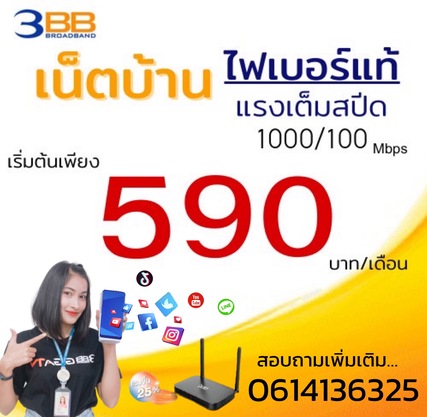 3BB
BROADBAND
เน็ตบ้าน ไฟเบอร์แท้
แรงเต็มสปีด
1000/100 Mbps
เริ่มต้นเพียง
590
บาท/เดือน
You
LINE
25%
สอบถามเพิ่มเติม...
0614136325